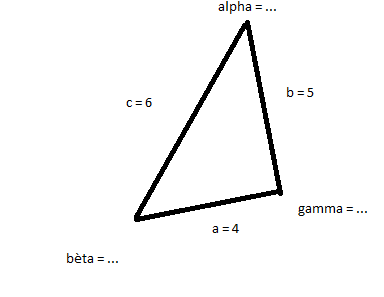 alpha = ...
b = 5
c = 6
gamma = ...
a = 4
bèta = ...